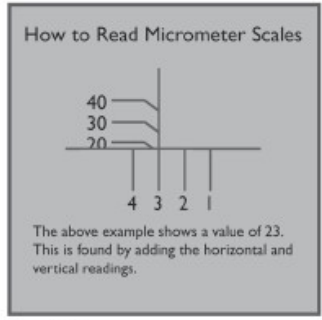 How to Read Micrometer Scales
40
30
20
4 3 2 1
The above example shows a value of 23.
This is found by adding the horizontal and
vertical readings.